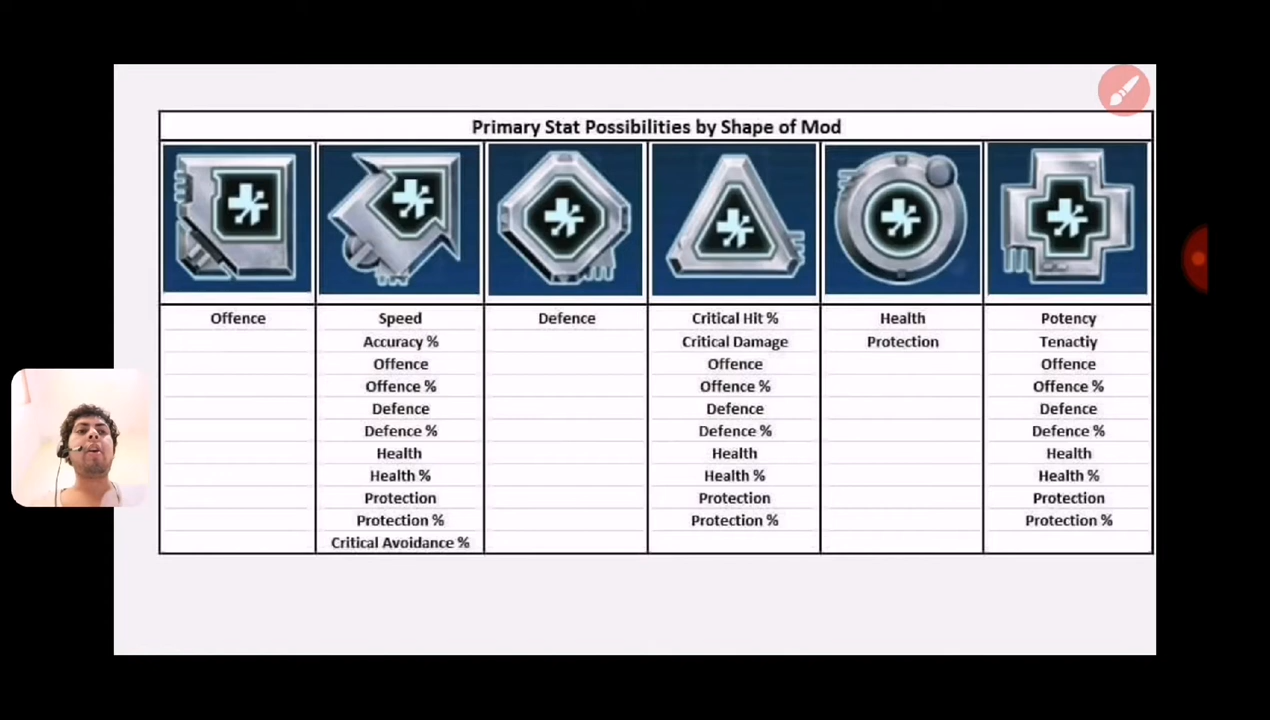 Primary Stat Possibilities by Shape of Mod
Offence Speed Defence Critical Hit % Health Potency
Accuracy % Critical Damage Protection Tenactiy
Offence Offence Offence
Offence % Offence % Offence %
Defence Defence Defence
Defence % Defence % Defence %
Health Health Health
Health % Health % Health %
Protection Protection Protection
Protection % Protection % Protection %
Critical Avoidance %